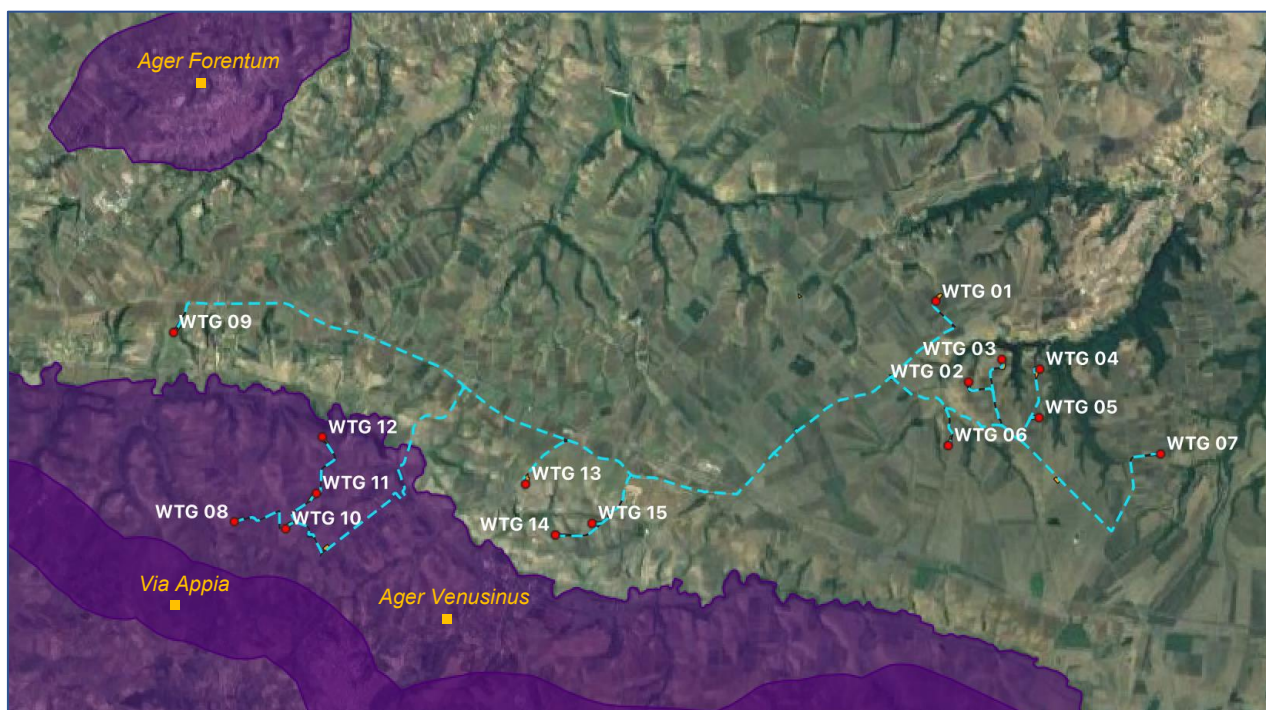 Ager Forentum
WTG 01
WTG 09
WTG 03
WTG 04
WTG 02
WTG 05
WTG 12
WTG 06
WTG 07
WTG 13
WTG 11
WTG 08
WTG 10
WTG 15
WTG 14
Via Appia
Ager Venusinus